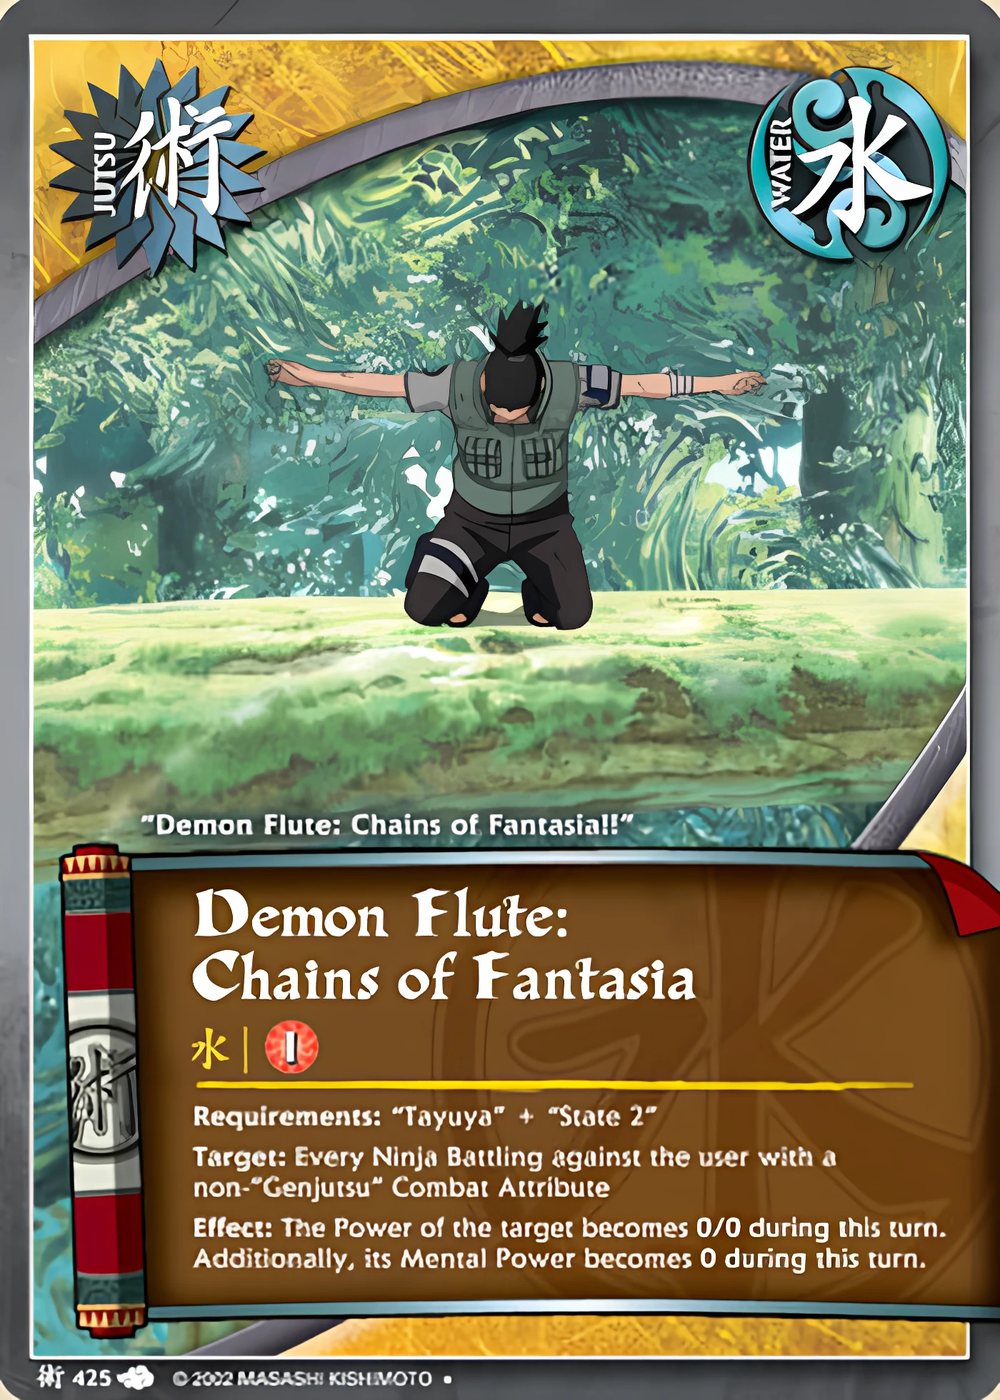 JUTSU
術
WATER
水
"Demon Flute: Chains of Fantasia!!"
Demon Flute:
Chains of Fantasia
水 | 1
Requirements: "Tayuya" + "State 2"
Target: Every Ninja Battling against the user with a
non-"Genjutsu" Combat Attribute
Effect: The Power of the target becomes 0/0 during this turn.
Additionally, its Mental Power becomes 0 during this turn.
術
術 425 © 2002 MASASHI KISHIMOTO